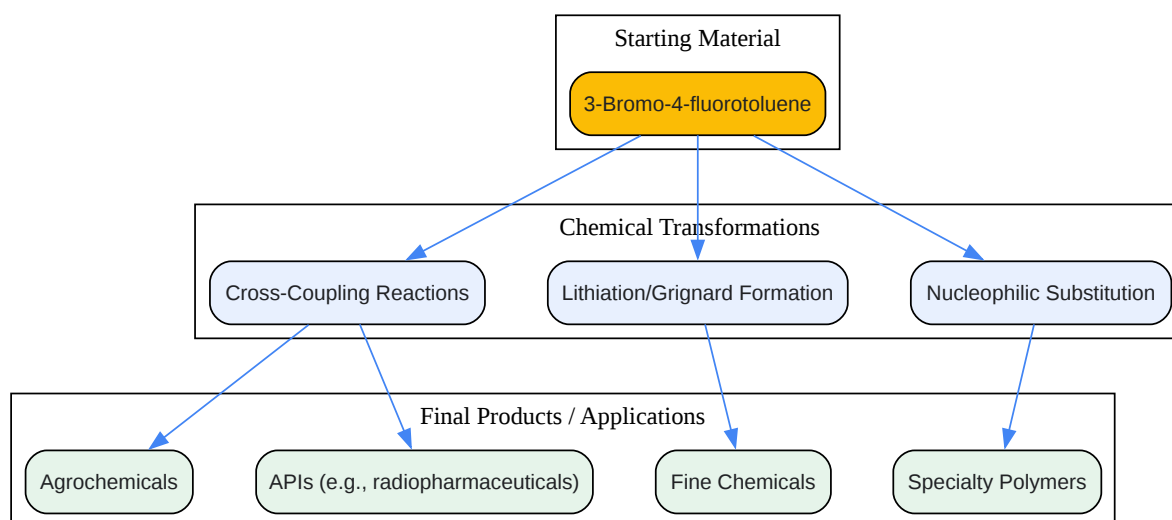 Starting Material
3-Bromo-4-fluorotoluene
Chemical Transformations
Cross-Coupling Reactions
Lithiation/Grignard Formation
Nucleophilic Substitution
Final Products / Applications
Agrochemicals
APIs (e.g., radiopharmaceuticals)
Fine Chemicals
Specialty Polymers